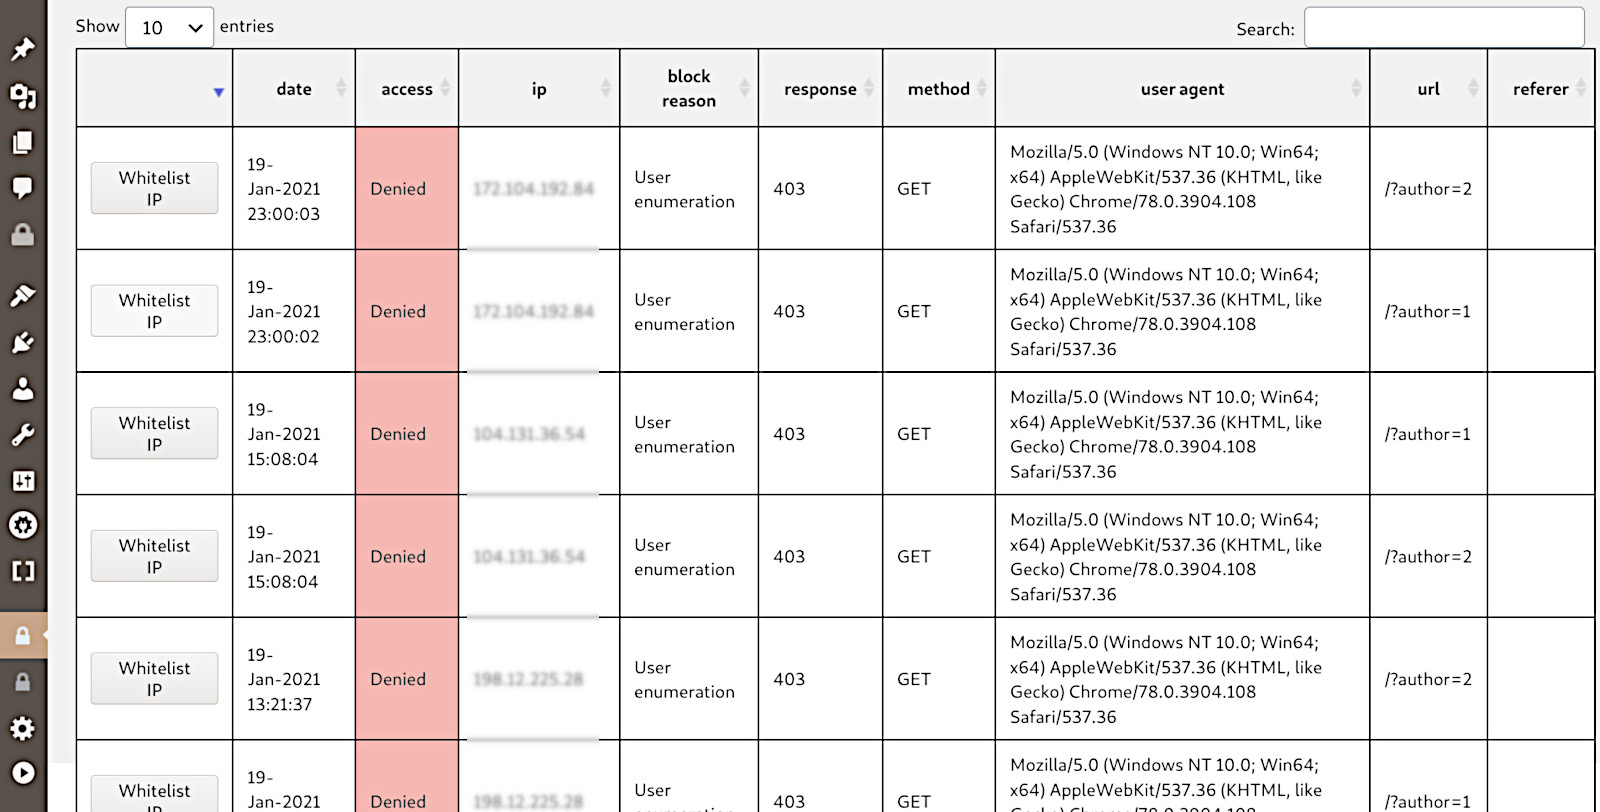 Show 10 entries
Search:
date
access
ip
block
reason
response
method
user agent
url
referer
Whitelist
IP
19-
Jan-2021
23:00:03
Denied
User
enumeration
403
GET
Mozilla/5.0 (Windows NT 10.0; Win64;
x64) AppleWebKit/537.36 (KHTML, like
Gecko) Chrome/78.0.3904.108
Safari/537.36
/?author=2
Whitelist
IP
19-
Jan-2021
23:00:02
Denied
User
enumeration
403
GET
Mozilla/5.0 (Windows NT 10.0; Win64;
x64) AppleWebKit/537.36 (KHTML, like
Gecko) Chrome/78.0.3904.108
Safari/537.36
/?author=1
Whitelist
IP
19-
Jan-2021
15:08:04
Denied
User
enumeration
403
GET
Mozilla/5.0 (Windows NT 10.0; Win64;
x64) AppleWebKit/537.36 (KHTML, like
Gecko) Chrome/78.0.3904.108
Safari/537.36
/?author=1
Whitelist
IP
19-
Jan-2021
15:08:04
Denied
User
enumeration
403
GET
Mozilla/5.0 (Windows NT 10.0; Win64;
x64) AppleWebKit/537.36 (KHTML, like
Gecko) Chrome/78.0.3904.108
Safari/537.36
/?author=2
Whitelist
IP
19-
Jan-2021
13:21:37
Denied
User
enumeration
403
GET
Mozilla/5.0 (Windows NT 10.0; Win64;
x64) AppleWebKit/537.36 (KHTML, like
Gecko) Chrome/78.0.3904.108
Safari/537.36
/?author=2
Whitelist
19-
Jan-2021
Denied
User
403
GET
Mozilla/5.0 (Windows NT 10.0; Win64;
x64) AppleWebKit/537.36 (KHTML, like
/?author=1